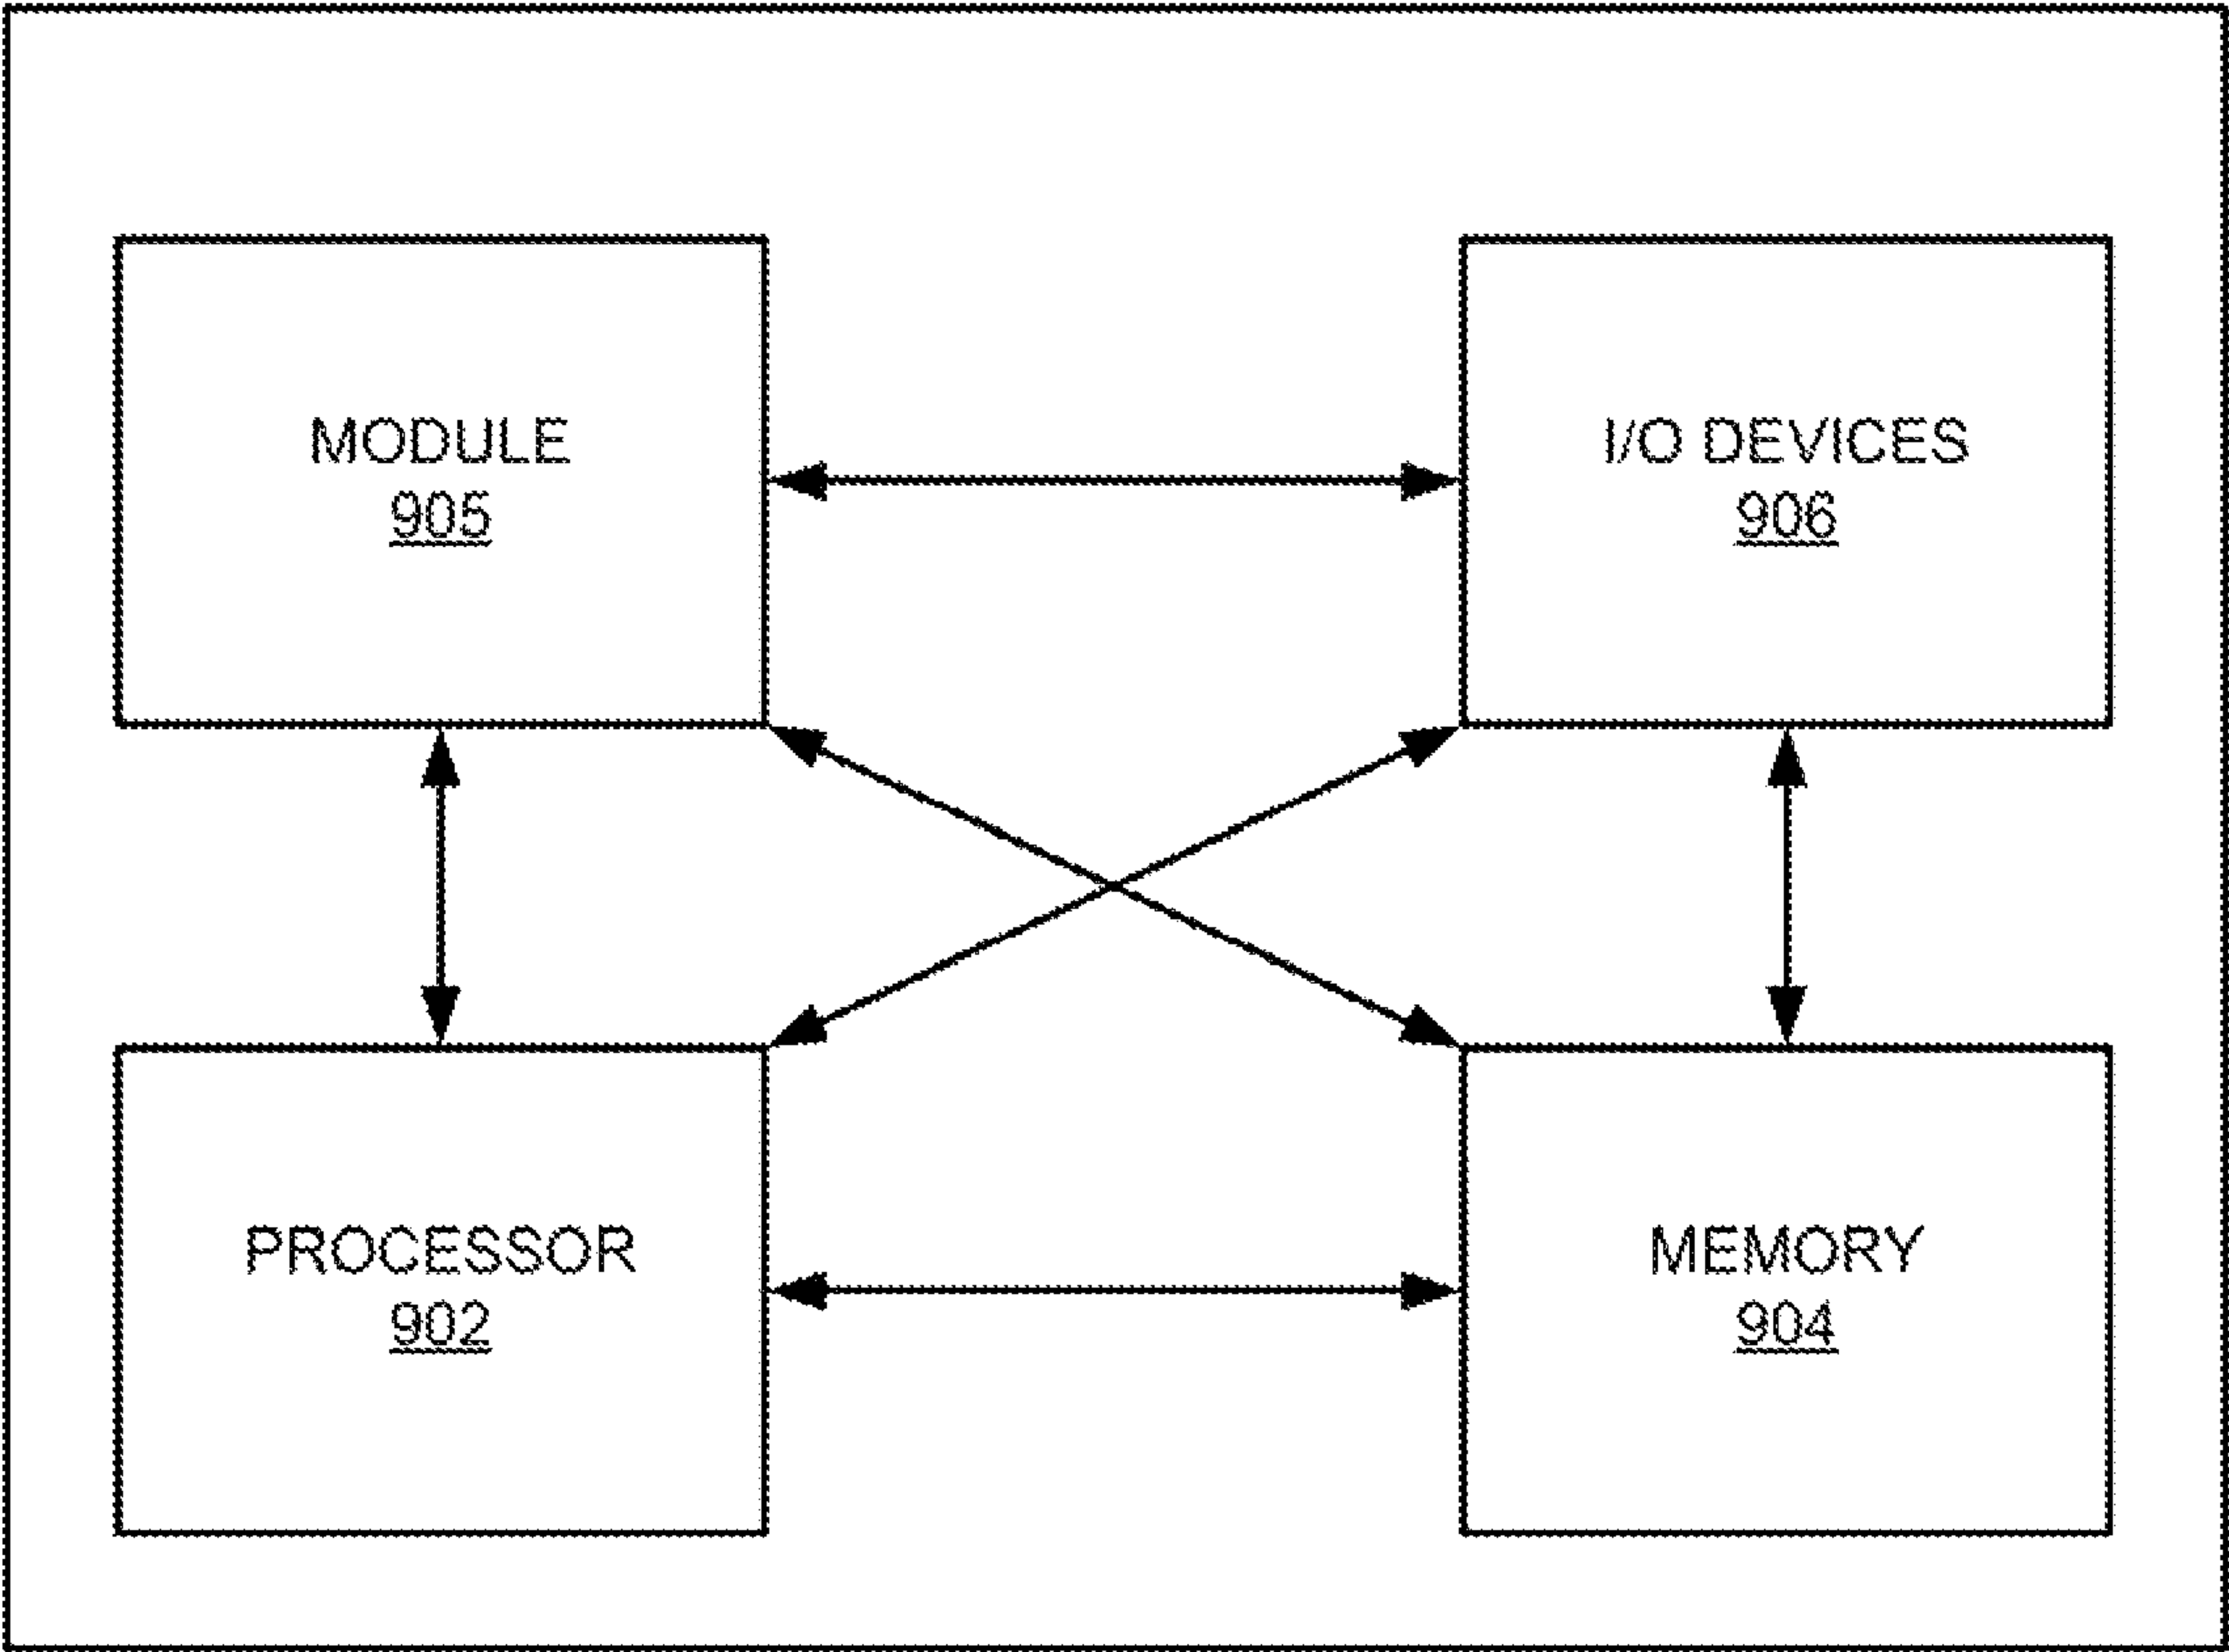 MODULE
905
I/O DEVICES
906
PROCESSOR
902
MEMORY
904